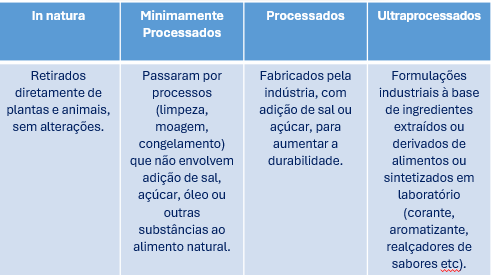 In natura
Minimamente
Processados
Processados
Ultraprocessados
Retirados
diretamente de
plantas e animais,
sem alterações.
Passaram por
processos
(limpeza,
moagem,
congelamento)
que não envolvem
adição de sal,
açúcar, óleo ou
outras
substâncias ao
alimento natural.
Fabricados pela
indústria, com
adição de sal ou
açúcar, para
aumentar a
durabilidade.
Formulações
industriais à base
de ingredientes
extraídos ou
derivados de
alimentos ou
sintetizados em
laboratório
(corante,
aromatizante,
realçadores de
sabores etc).